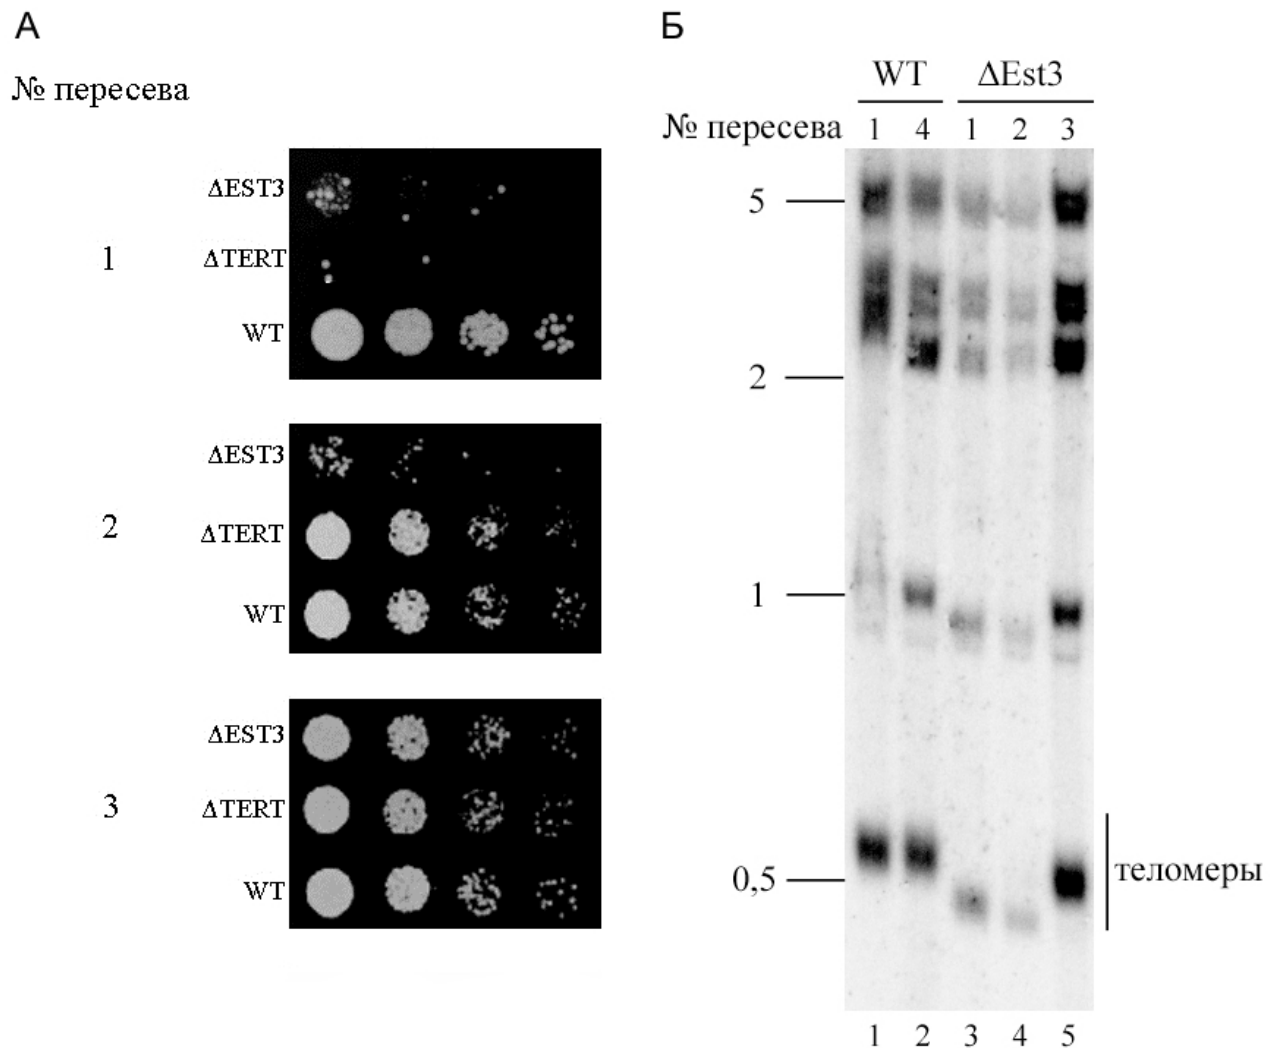 А
№ пересева
1
ΔEST3
ΔTERT
WT
2
ΔEST3
ΔTERT
WT
3
ΔEST3
ΔTERT
WT
Б
WT ΔEst3
№ пересева 1 4 1 2 3
5
2
1
0,5
теломеры
1 2 3 4 5